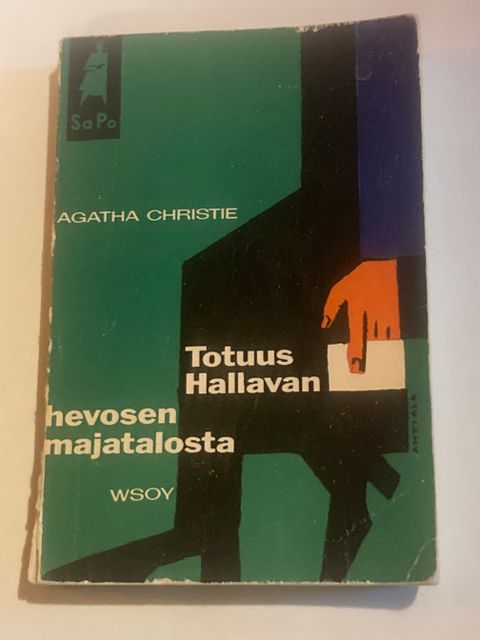 SaPo
AGATHA CHRISTIE
Totuus
Hallavan
hevosen
majatalosta
WSOY
AHTIALA